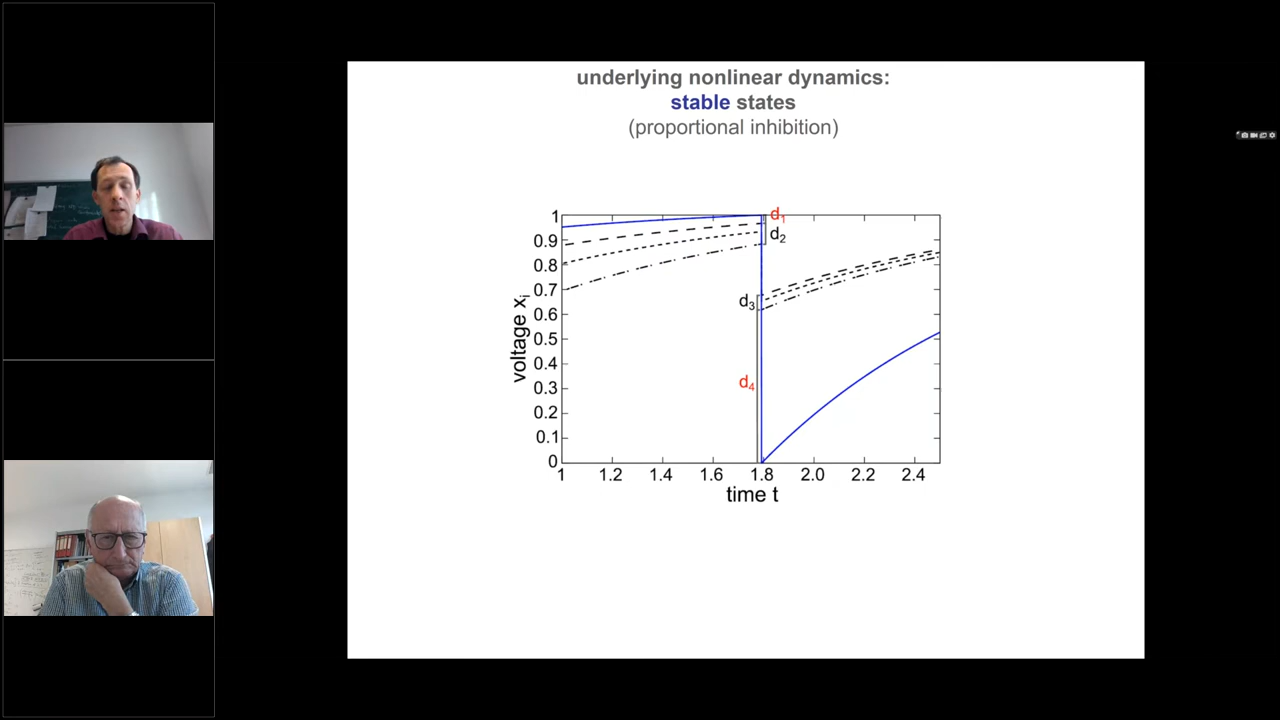 underlying nonlinear dynamics:
stable states
(proportional inhibition)
voltage xi
1
0.9
0.8
0.7
0.6
0.5
0.4
0.3
0.2
0.1
0
d1
d2
d3
d4
1 1.2 1.4 1.6 1.8 2.0 2.2 2.4
time t